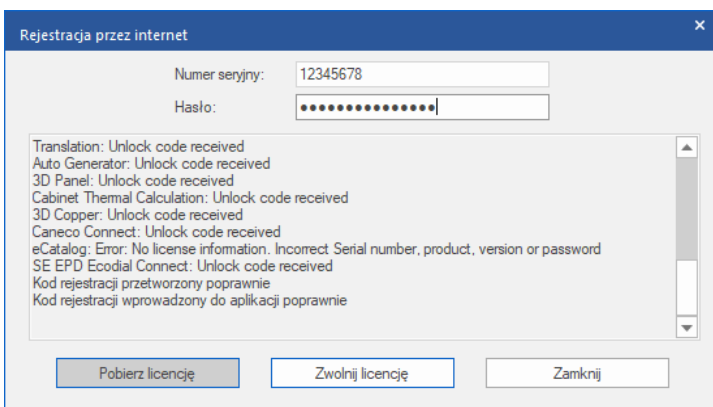 Rejestracja przez internet
Numer seryjny: 12345678
Hasło: ●●●●●●●●●●●●●●●
Translation: Unlock code received
Auto Generator: Unlock code received
3D Panel: Unlock code received
Cabinet Thermal Calculation: Unlock code received
3D Copper: Unlock code received
Caneco Connect: Unlock code received
eCatalog: Error: No license information. Incorrect Serial number, product, version or password
SE EPD Ecodial Connect: Unlock code received
Kod rejestracji przetworzony poprawnie
Kod rejestracji wprowadzony do aplikacji poprawnie
Pobierz licencję Zwolnij licencję Zamknij